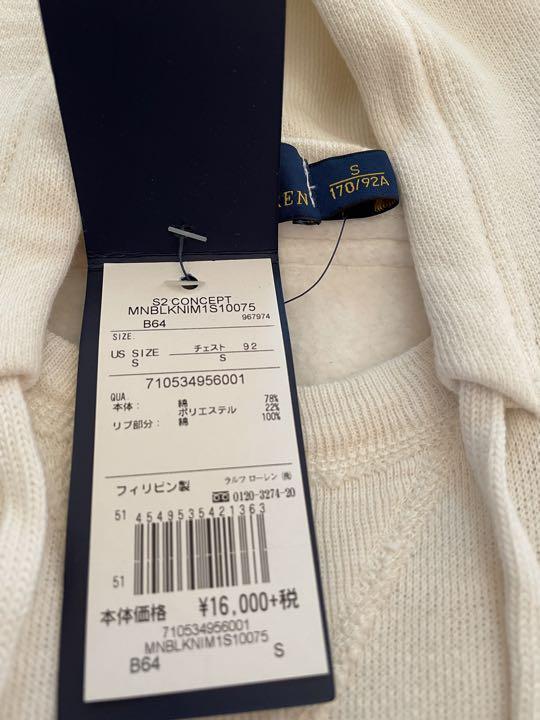 S
170/92A
REN
S2 CONCEPT
MNBLKNIM1S10075
B64 967974
SIZE.
US SIZE チェスト 92
S S
710534956001
QUA.
本体: 綿 78%
ポリエステル 22%
リブ部分: 綿 100%
フィリピン製 ラルフ ローレン ㈱
0120-3274-20
51 4549535421363
51
本体価格 ¥16,000+税
710534956001
MNBLKNIM1S10075
B64 S